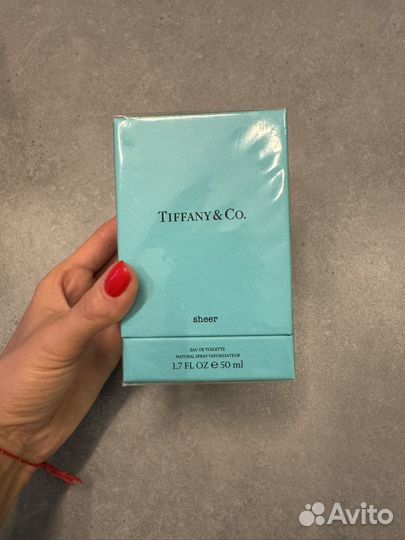 TIFFANY & CO.
sheer
EAU DE TOILETTE
NATURAL SPRAY VAPORISATEUR
1.7 FL OZ ℮ 50 ml
Avito